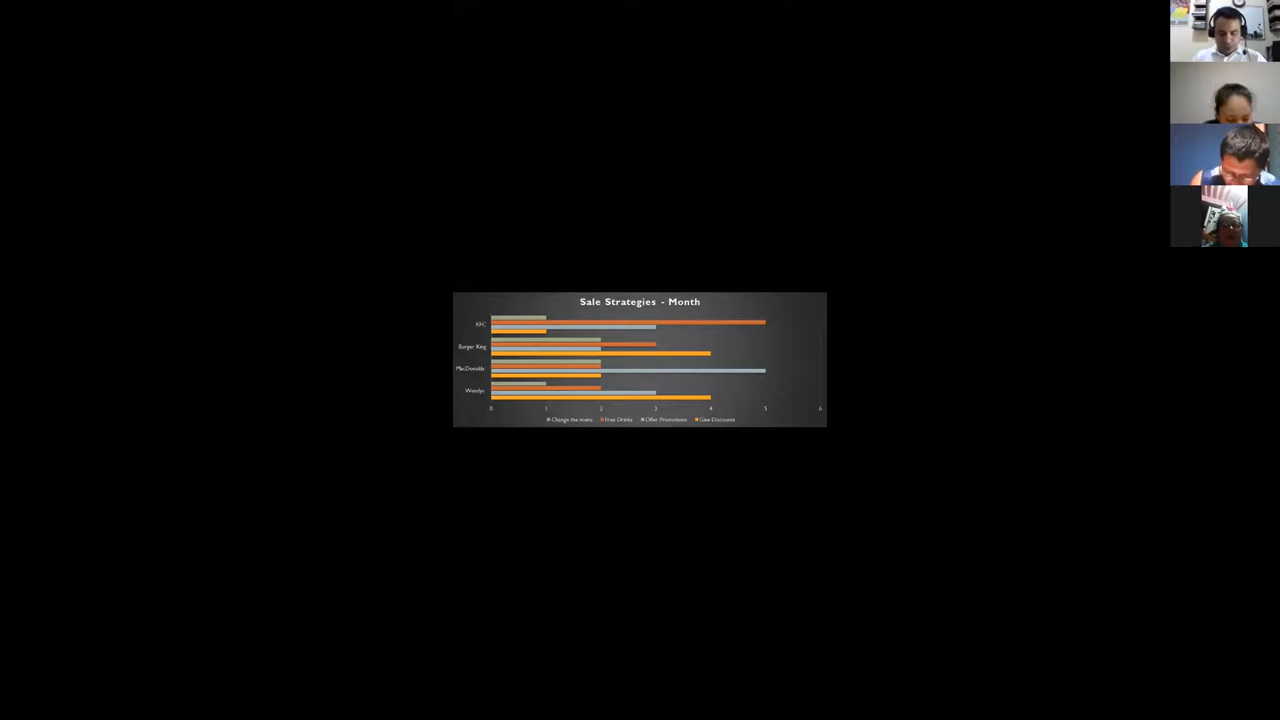 Sale Strategies - Month
KFC
Burger King
MacDonalds
Wendys
0 1 2 3 4 5 6
Change the menu Free Drinks Offer Promotions Give Discounts